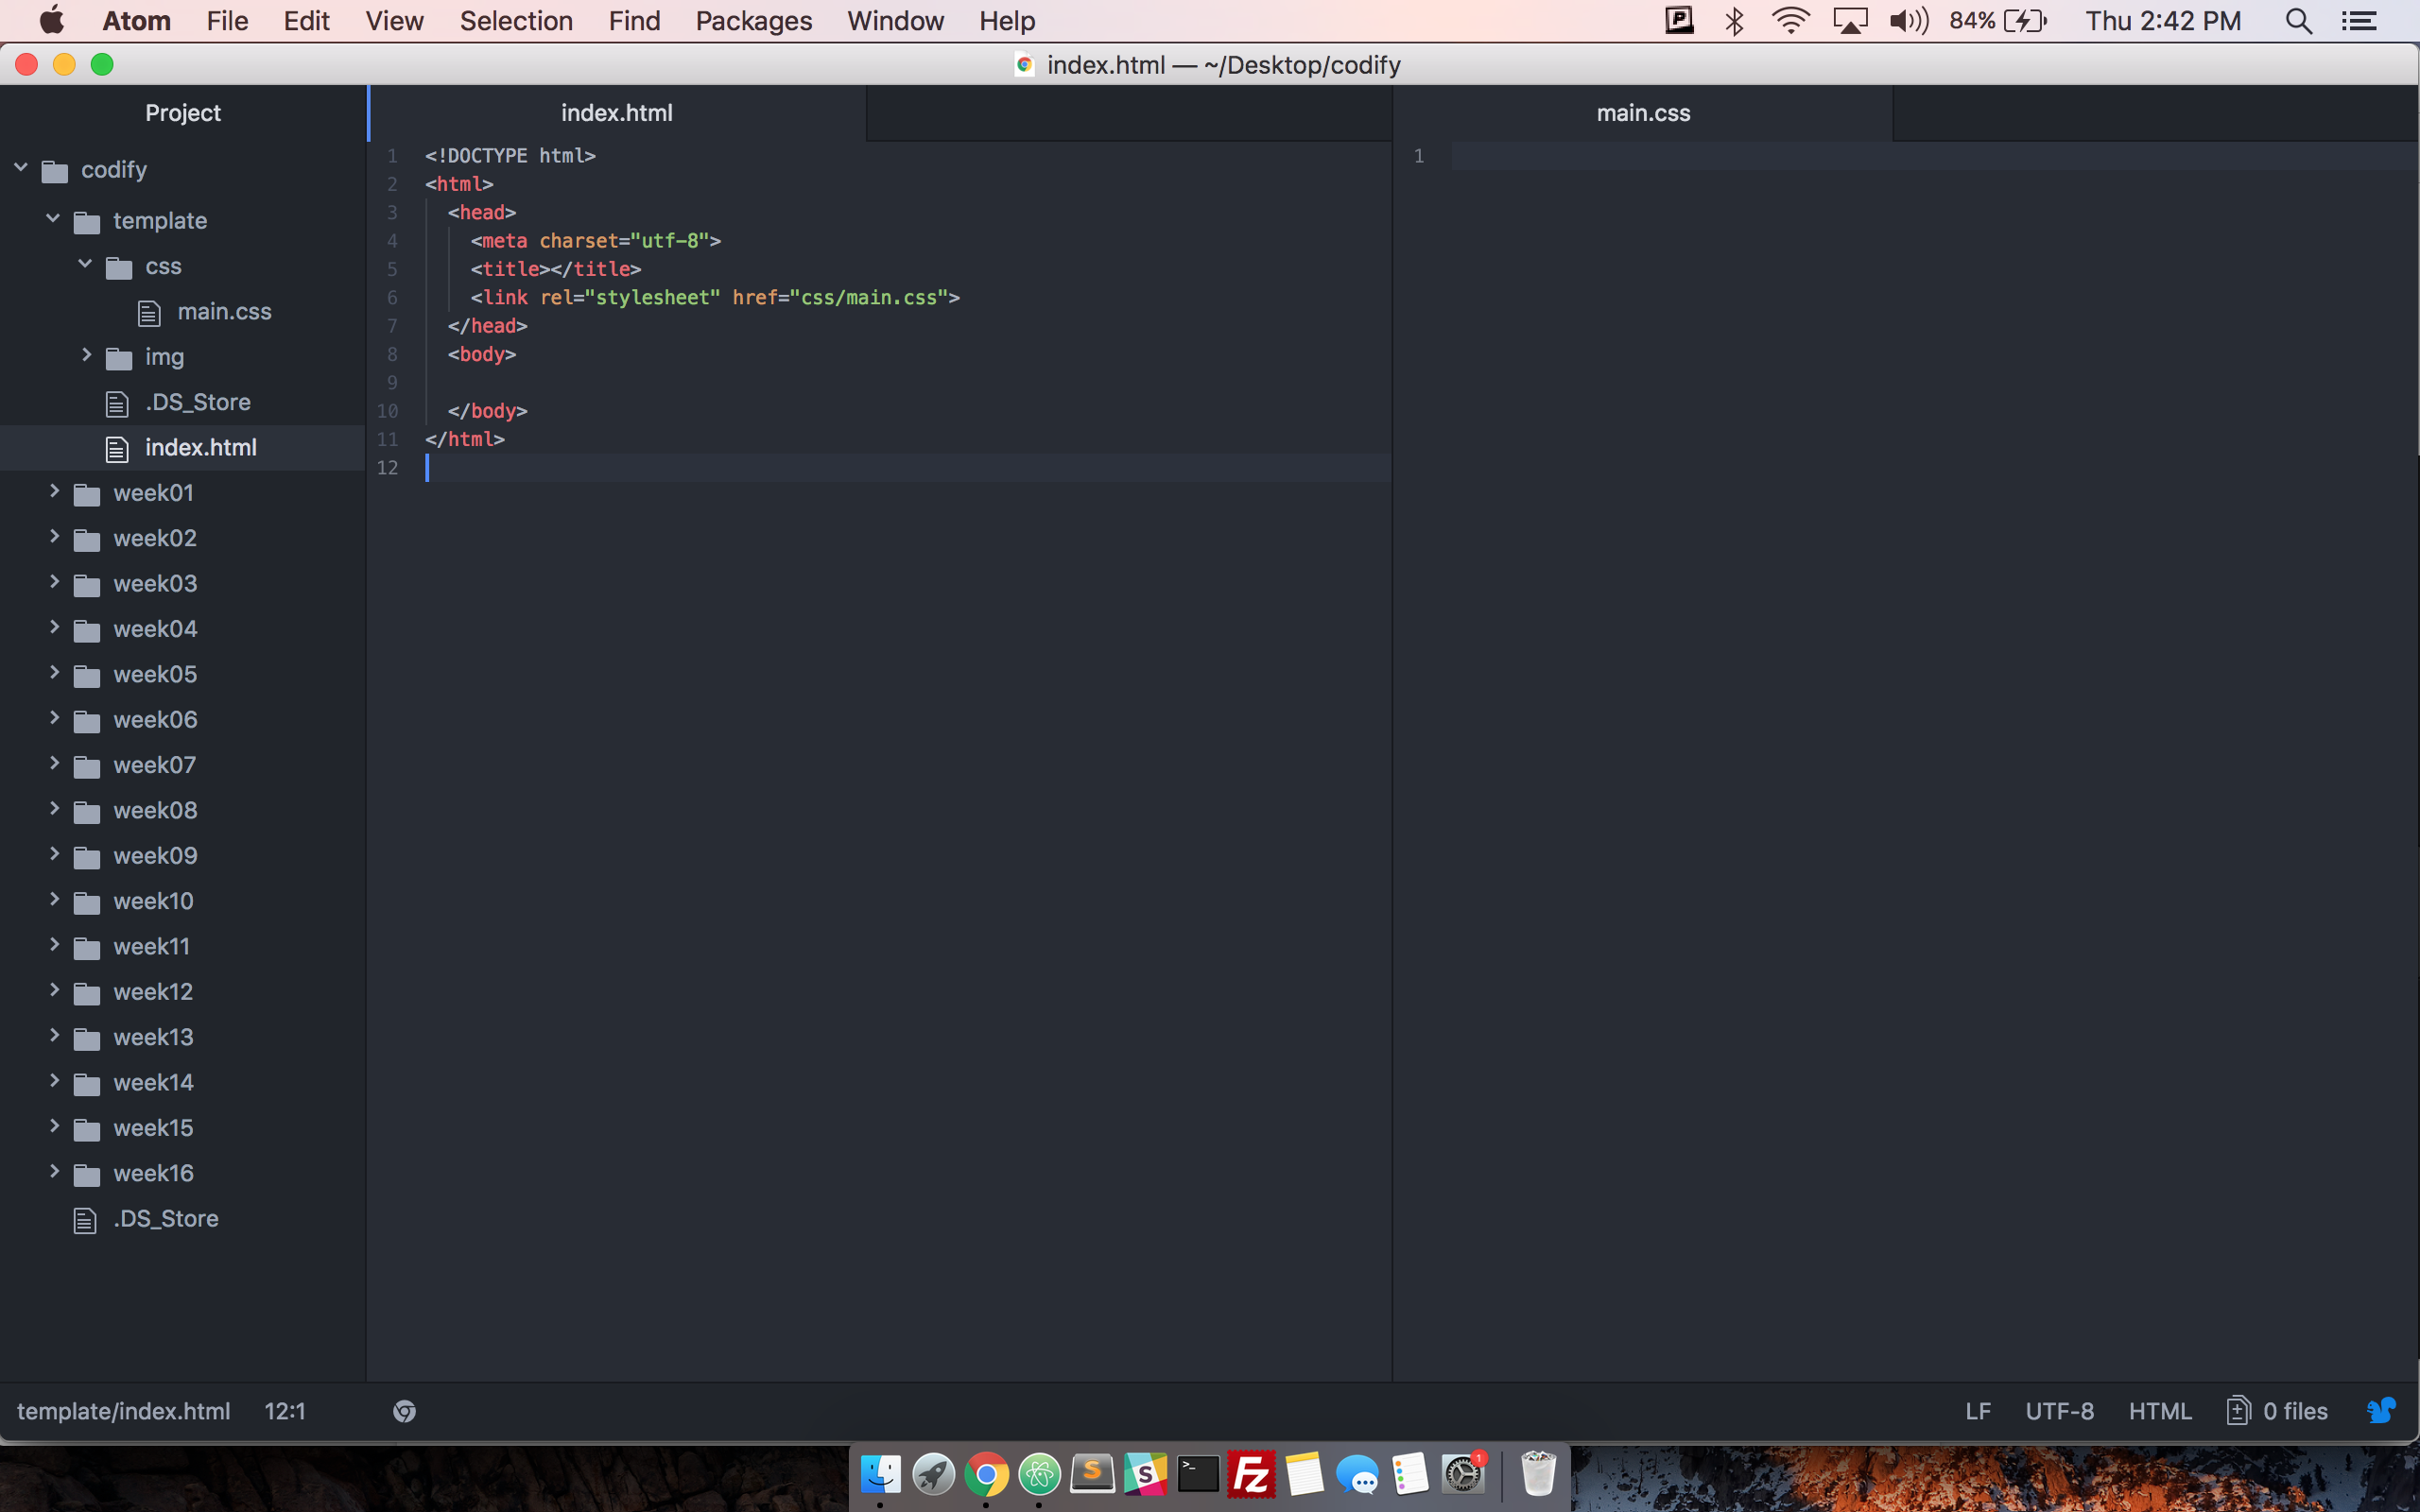 Atom File Edit View Selection Find Packages Window Help P 84% Thu 2:42 PM
index.html — ~/Desktop/codify
Project
codify
template
css
main.css
img
.DS_Store
index.html
week01
week02
week03
week04
week05
week06
week07
week08
week09
week10
week11
week12
week13
week14
week15
week16
.DS_Store
index.html
1 <!DOCTYPE html>
2 <html>
3 <head>
4 <meta charset="utf-8">
5 <title></title>
6 <link rel="stylesheet" href="css/main.css">
7 </head>
8 <body>
9
10 </body>
11 </html>
12
main.css
1
template/index.html 12:1 LF UTF-8 HTML 0 files
S S >_ Fz 1